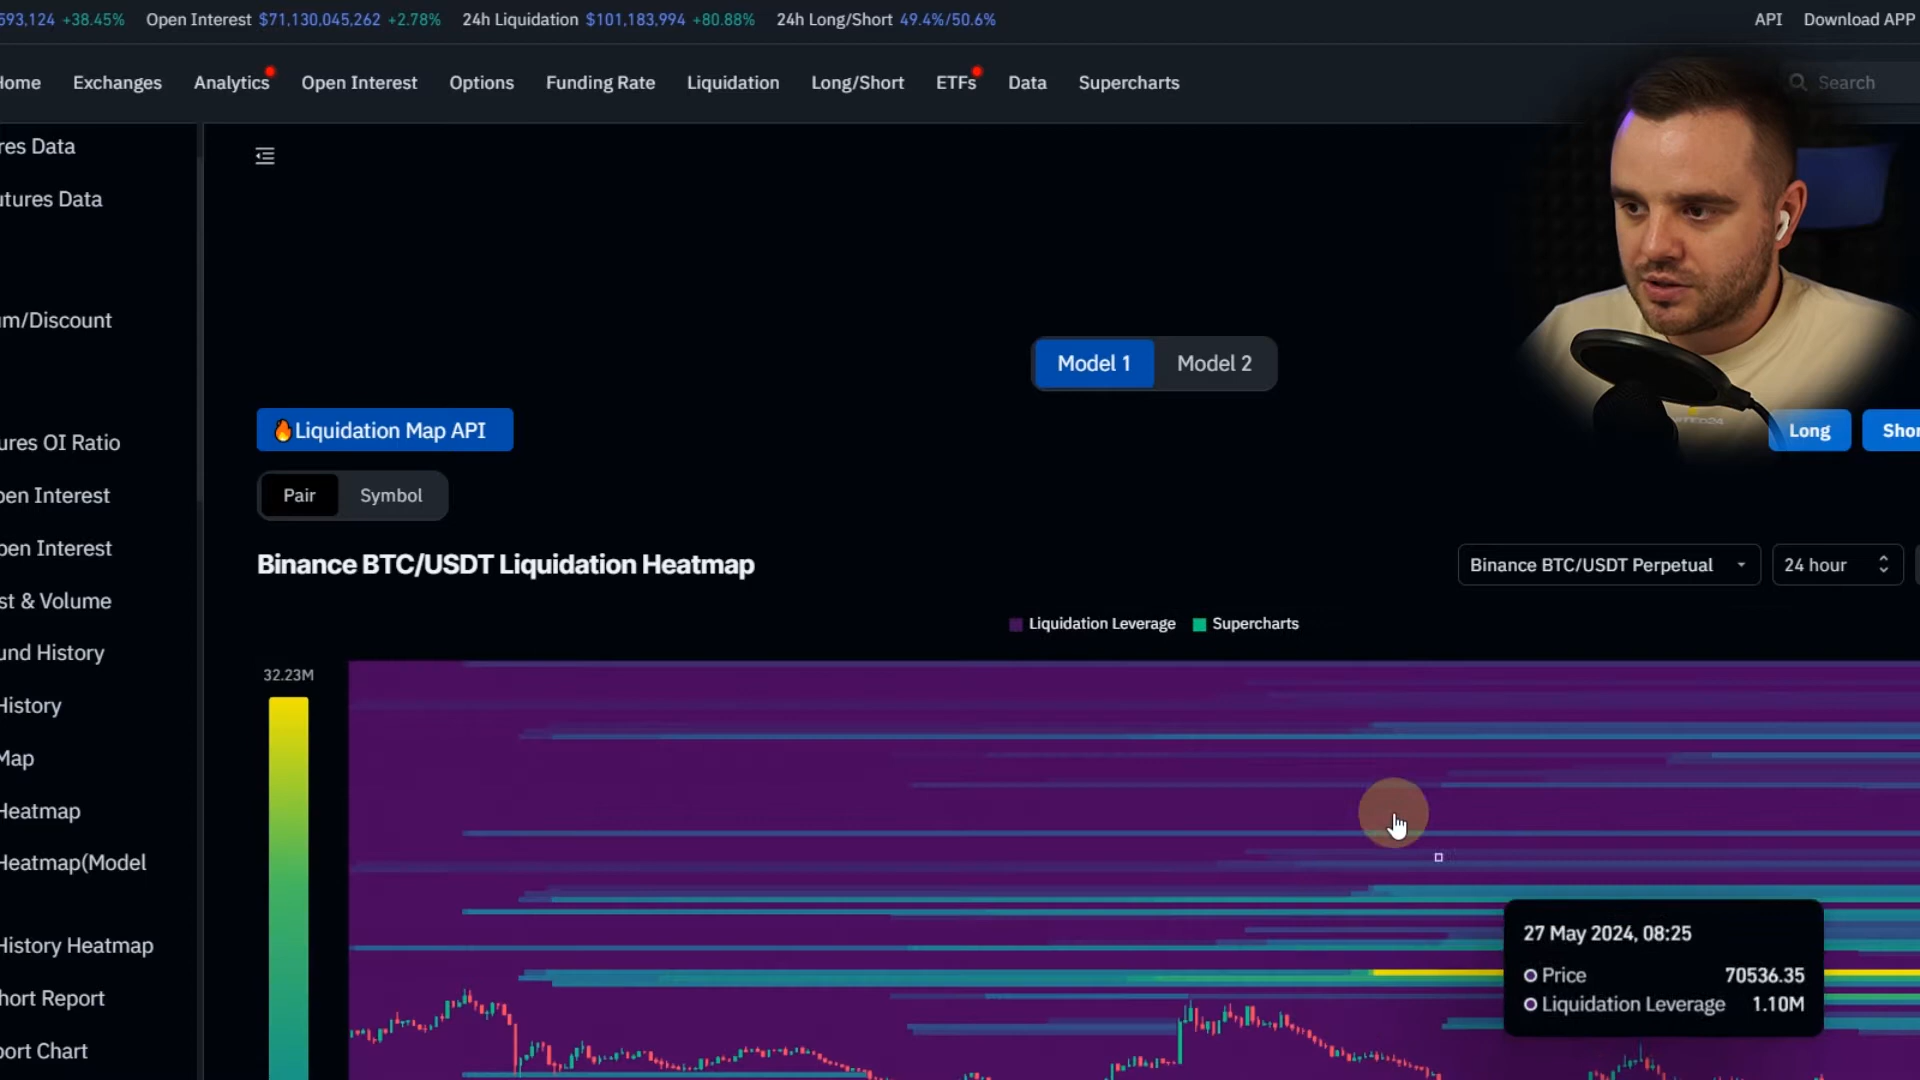 593,124 +38.45% Open Interest $71,130,045,262 +2.78% 24h Liquidation $101,183,994 +80.88% 24h Long/Short 49.4%/50.6% API Download APP
Home Exchanges Analytics Open Interest Options Funding Rate Liquidation Long/Short ETFs Data Supercharts Search
res Data
utures Data
um/Discount
Model 1 Model 2
Liquidation Map API Long Shor
ures OI Ratio
Pair Symbol
pen Interest
pen Interest
Binance BTC/USDT Liquidation Heatmap Binance BTC/USDT Perpetual 24 hour
st & Volume
Liquidation Leverage Supercharts
und History
32.23M
History
Map
Heatmap
Heatmap(Model
History Heatmap
27 May 2024, 08:25
Price 70536.35
Liquidation Leverage 1.10M
hort Report
port Chart